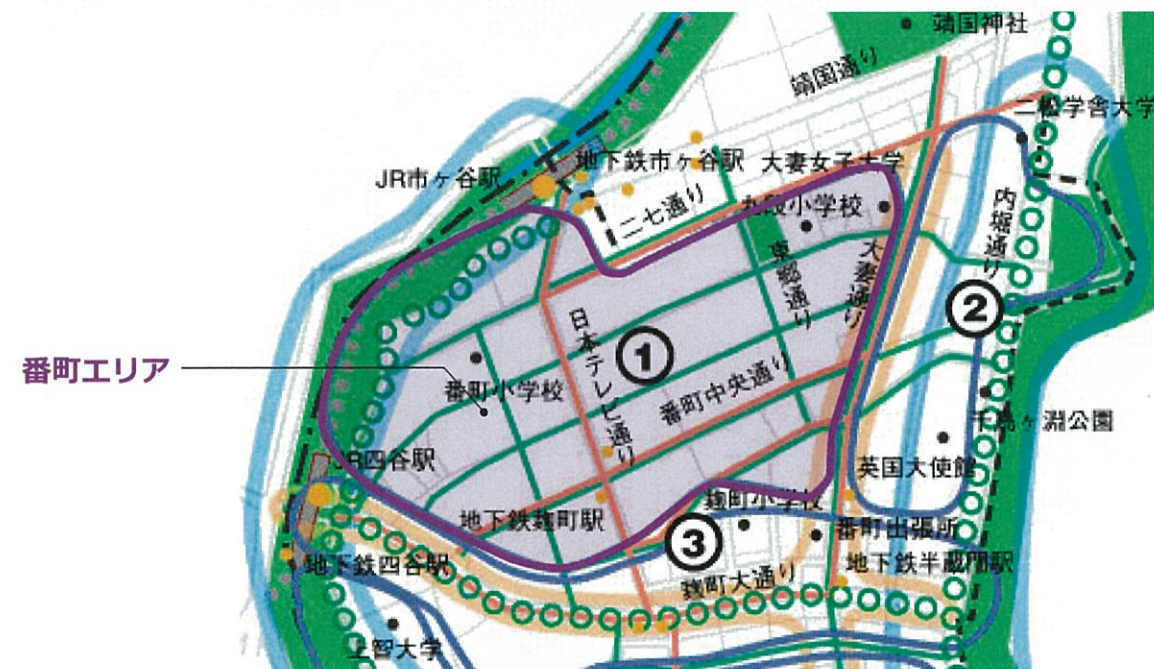 靖国神社
靖国通り
二松学舎大学
地下鉄市ヶ谷駅
大妻女子大学
JR市ヶ谷駅
二七通り
九段小学校
内堀通り
東郷通り
大妻通り
②
日本テレビ通り
①
番町エリア
番町小学校
番町中央通り
千鳥ヶ淵公園
JR四谷駅
英国大使館
麹町小学校
地下鉄麹町駅
番町出張所
③
地下鉄四谷駅
地下鉄半蔵門駅
麹町大通り
上智大学